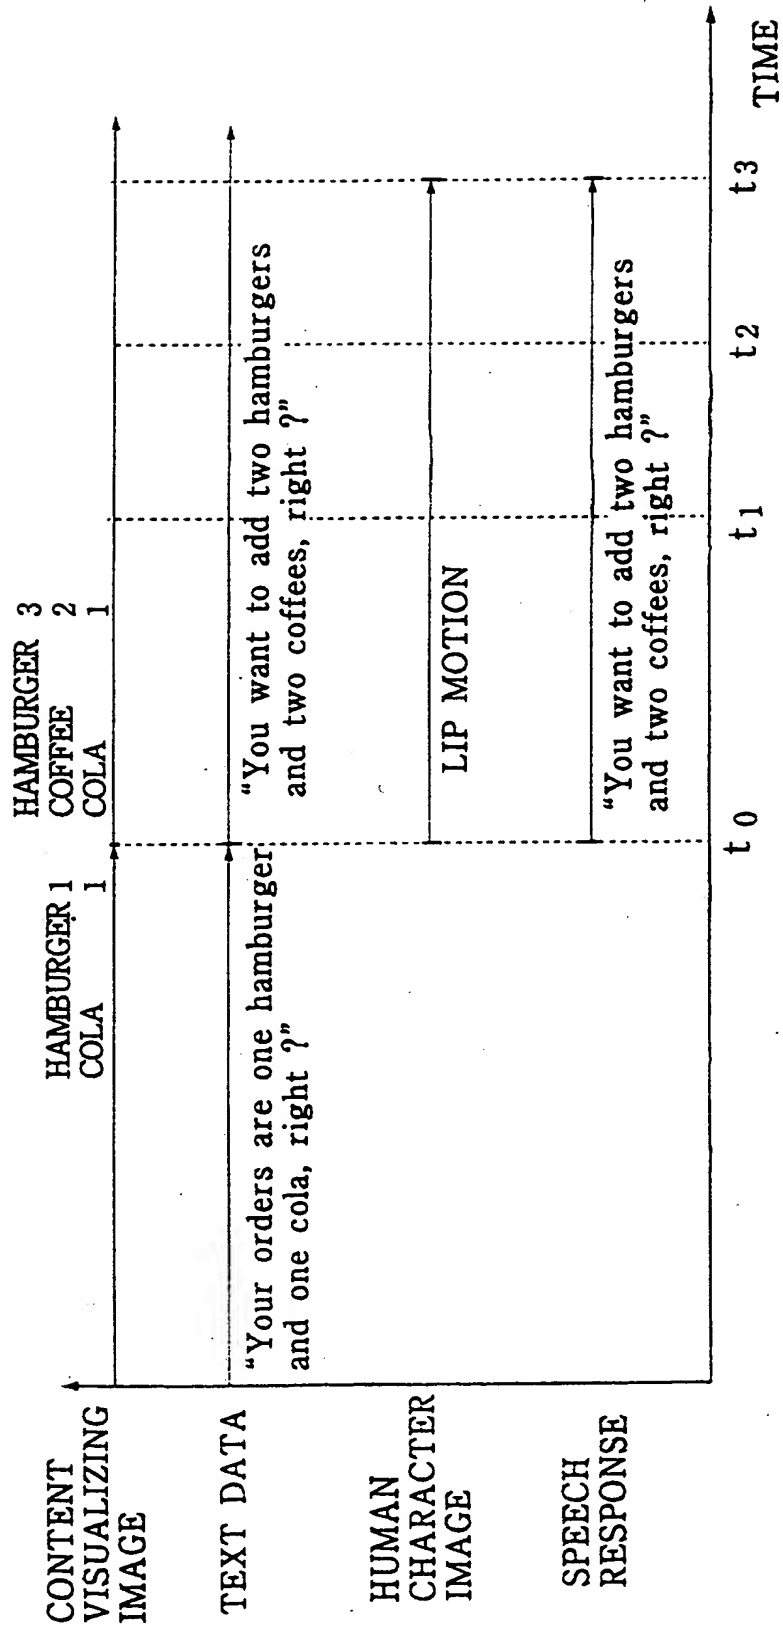 CONTENT
VISUALIZING
IMAGE
HAMBURGER 1
COLA 1
HAMBURGER 3
COFFEE 2
COLA 1
TEXT DATA
“Your orders are one hamburger
and one cola, right ?”
“You want to add two hamburgers
and two coffees, right ?”
HUMAN
CHARACTER
IMAGE
LIP MOTION
SPEECH
RESPONSE
“You want to add two hamburgers
and two coffees, right ?”
t0 t1 t2 t3
TIME